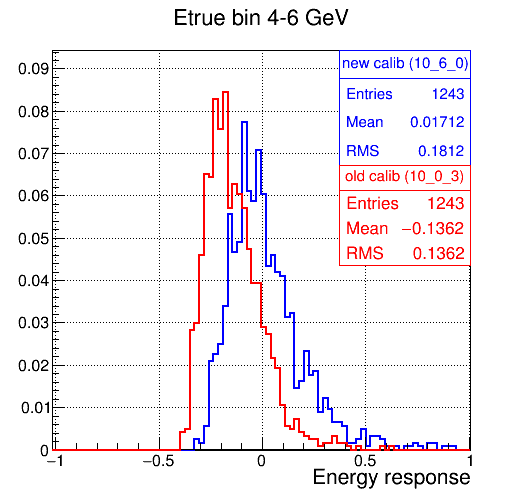 Etrue bin 4-6 GeV
new calib (10_6_0)
Entries 1243
Mean 0.01712
RMS 0.1812
old calib (10_0_3)
Entries 1243
Mean −0.1362
RMS 0.1362
0.09
0.08
0.07
0.06
0.05
0.04
0.03
0.02
0.01
0
−1 −0.5 0 0.5 1
Energy response